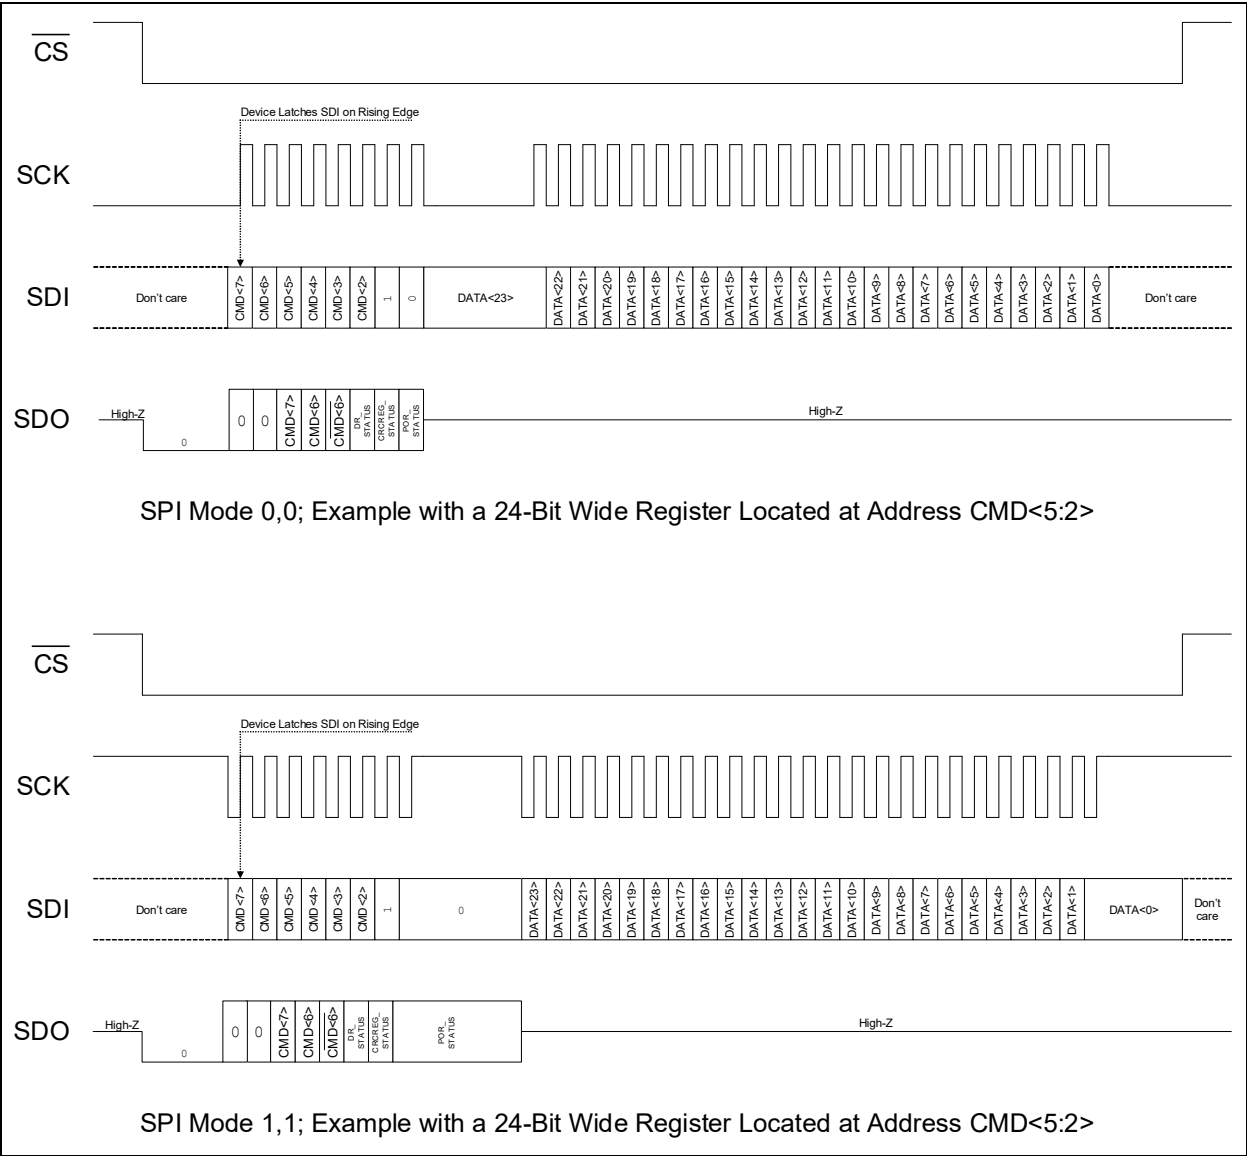 CS
Device Latches SDI on Rising Edge
SCK
SDI
Don't care
CMD<7>
CMD<6>
CMD<5>
CMD<4>
CMD<3>
CMD<2>
1
0
DATA<23>
DATA<22>
DATA<21>
DATA<20>
DATA<19>
DATA<18>
DATA<17>
DATA<16>
DATA<15>
DATA<14>
DATA<13>
DATA<12>
DATA<11>
DATA<10>
DATA<9>
DATA<8>
DATA<7>
DATA<6>
DATA<5>
DATA<4>
DATA<3>
DATA<2>
DATA<1>
DATA<0>
Don't care
SDO
High-Z
0
0
0
CMD<7>
CMD<6>
CMD<6>
DR_
STATUS
CRCREG_
STATUS
POR_
STATUS
High-Z
SPI Mode 0,0; Example with a 24-Bit Wide Register Located at Address CMD<5:2>
CS
Device Latches SDI on Rising Edge
SCK
SDI
Don't care
CMD<7>
CMD<6>
CMD<5>
CMD<4>
CMD<3>
CMD<2>
1
0
DATA<23>
DATA<22>
DATA<21>
DATA<20>
DATA<19>
DATA<18>
DATA<17>
DATA<16>
DATA<15>
DATA<14>
DATA<13>
DATA<12>
DATA<11>
DATA<10>
DATA<9>
DATA<8>
DATA<7>
DATA<6>
DATA<5>
DATA<4>
DATA<3>
DATA<2>
DATA<1>
DATA<0>
Don't
care
SDO
High-Z
0
0
0
CMD<7>
CMD<6>
CMD<6>
DR_
STATUS
CRCREG_
STATUS
POR_
STATUS
High-Z
SPI Mode 1,1; Example with a 24-Bit Wide Register Located at Address CMD<5:2>